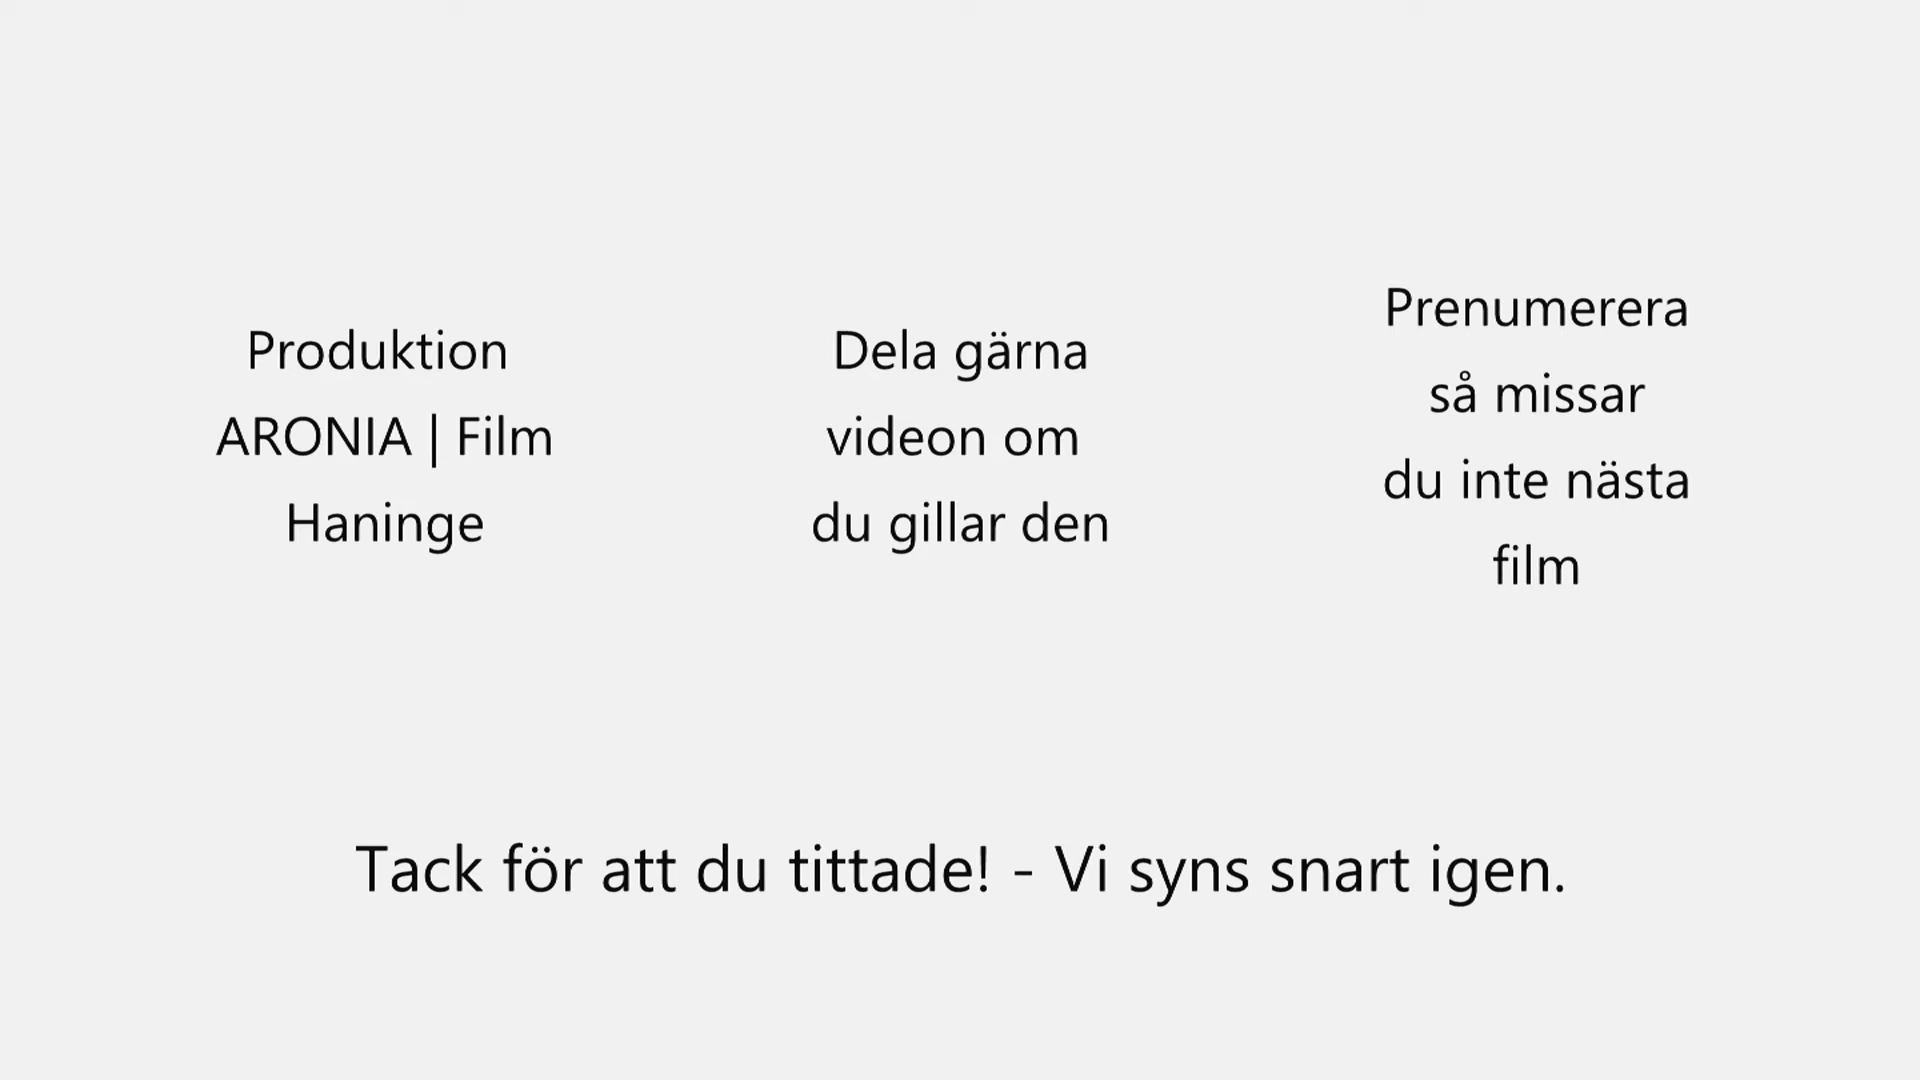 Produktion
ARONIA | Film
Haninge
Dela gärna
videon om
du gillar den
Prenumerera
så missar
du inte nästa
film
Tack för att du tittade! - Vi syns snart igen.